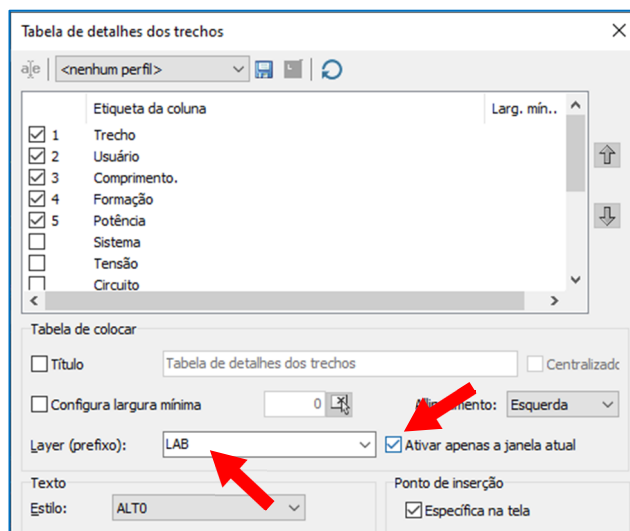 Tabela de detalhes dos trechos
<nenhum perfil>
Etiqueta da coluna Larg. mín..
1 Trecho
2 Usuário
3 Comprimento.
4 Formação
5 Potência
Sistema
Tensão
Circuito
Tabela de colocar
Título Tabela de detalhes dos trechos Centralizado
Configura largura mínima 0 Esquerda
Layer (prefixo): LAB Ativar apenas a janela atual
Texto Ponto de inserção
Estilo: ALT0 Específica na tela